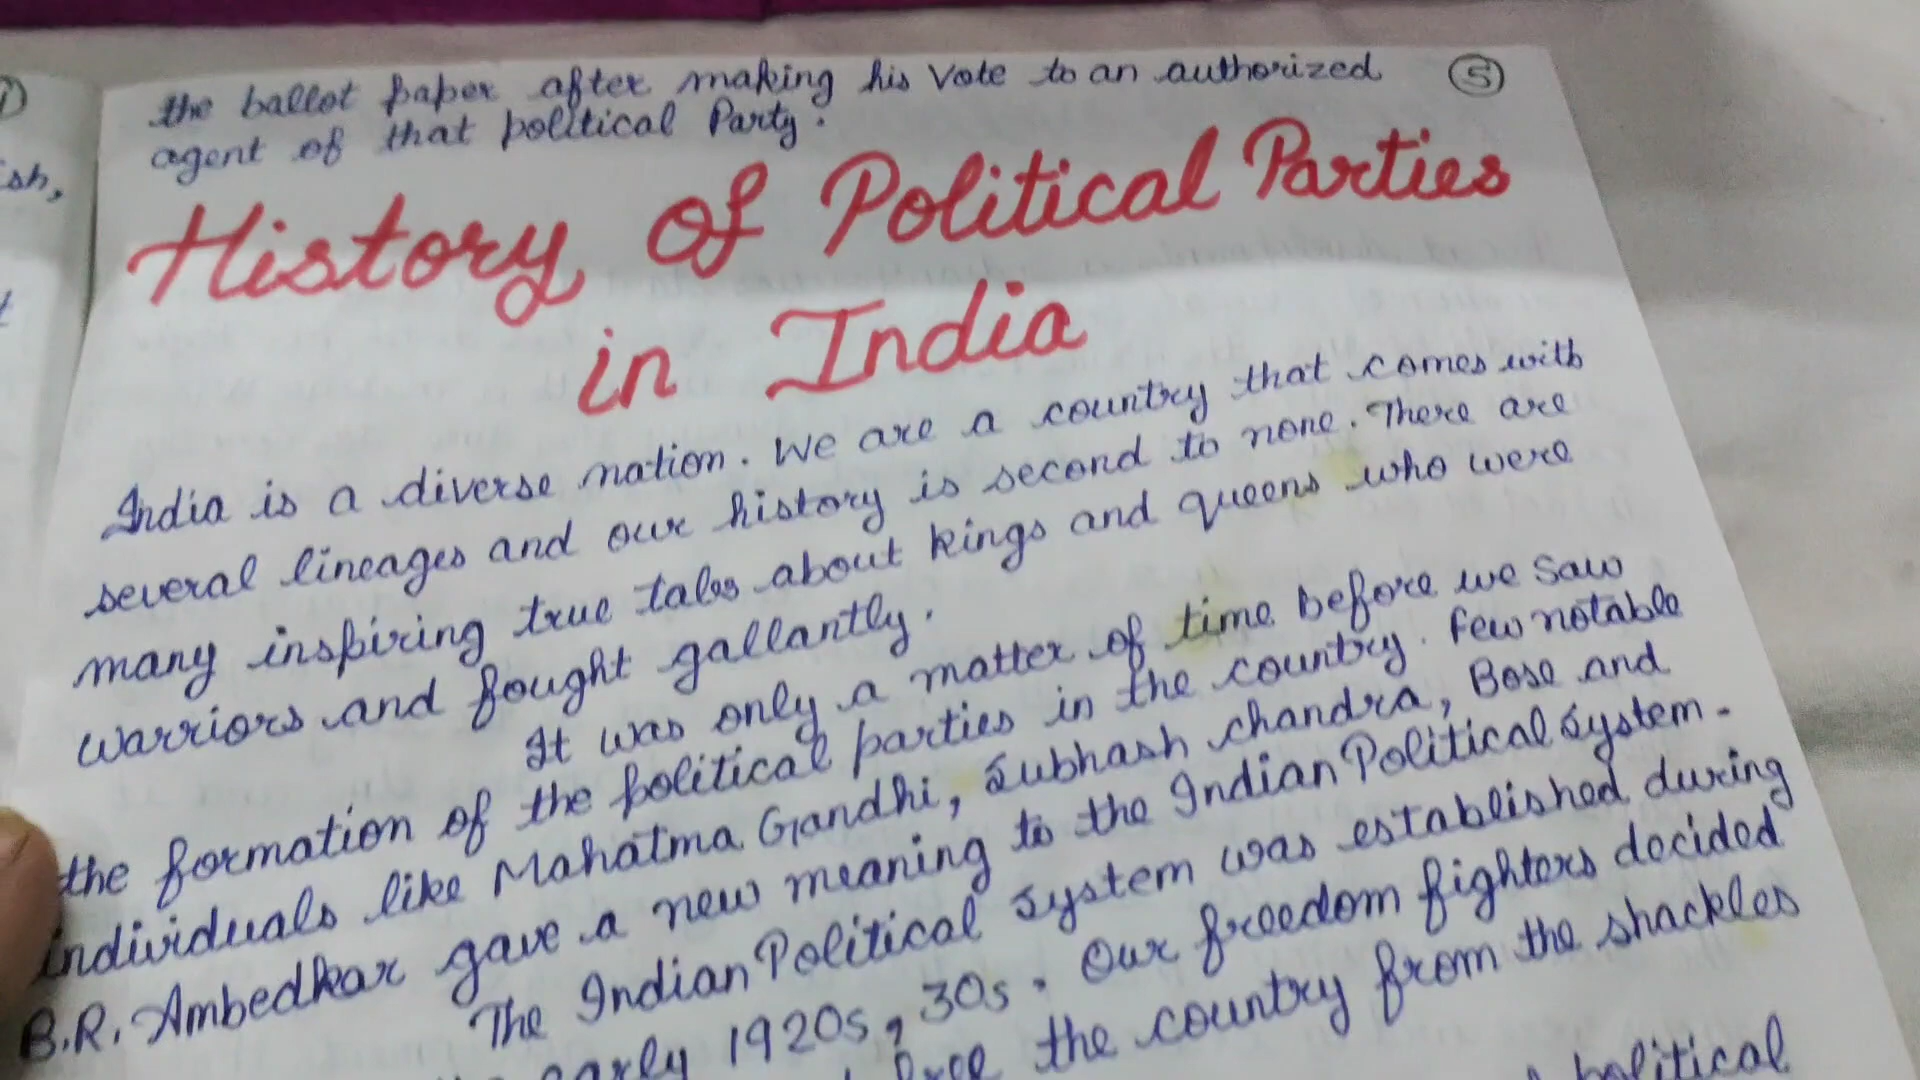 the ballot paper after making his Vote to an authorized
5
agent of that political Party.
History of Political Parties
in India
India is a diverse nation. We are a country that comes with
several lineages and our history is second to none. There are
many inspiring true tales about kings and queens who were
warriors and fought gallantly.
It was only a matter of time before we saw
the formation of the political parties in the country. Few notable
individuals like Mahatma Gandhi, Subhash chandra, Bose and
B.R. Ambedkar gave a new meaning to the Indian Political System.
The Indian Political System was established during
early 1920s, 30s. Our freedom fighters decided
free the country from the shackles
political
sh,